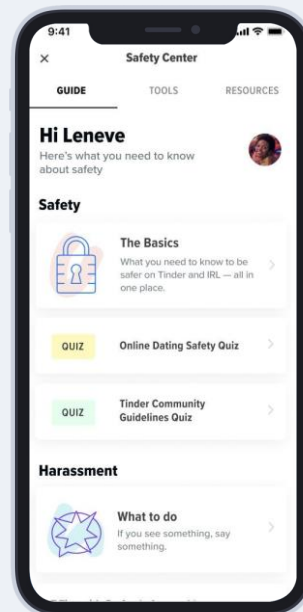 9:41
Safety Center
GUIDE TOOLS RESOURCES
Hi Leneve
Here's what you need to know
about safety
Safety
The Basics
What you need to know to be
safer on Tinder and IRL — all in
one place.
QUIZ Online Dating Safety Quiz
QUIZ Tinder Community
Guidelines Quiz
Harassment
What to do
If you see something, say
something.